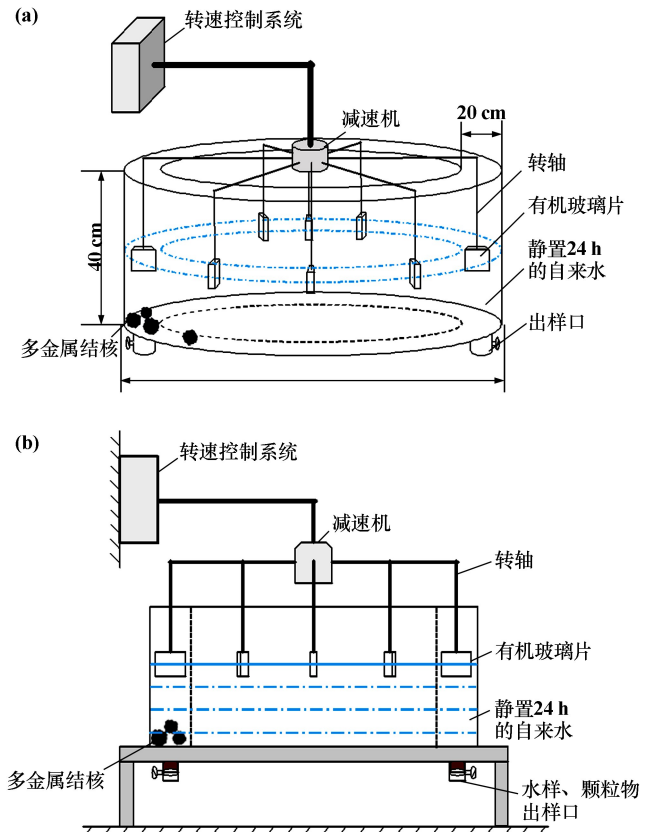 (a)
转速控制系统
减速机
20 cm
转轴
有机玻璃片
40 cm
静置24 h
的自来水
出样口
多金属结核
(b)
转速控制系统
减速机
转轴
有机玻璃片
静置24 h
的自来水
多金属结核
水样、颗粒物
出样口